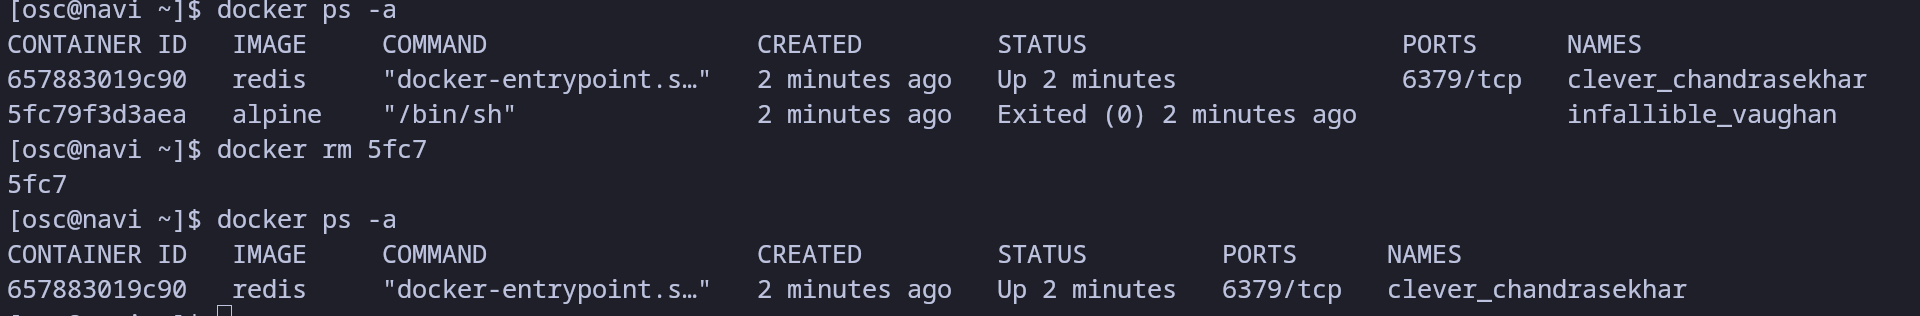 [osc@navi ~]$ docker ps -a
CONTAINER ID   IMAGE     COMMAND                  CREATED         STATUS                     PORTS      NAMES
657883019c90   redis     "docker-entrypoint.s…"   2 minutes ago   Up 2 minutes               6379/tcp   clever_chandrasekhar
5fc79f3d3aea   alpine    "/bin/sh"                2 minutes ago   Exited (0) 2 minutes ago              infallible_vaughan
[osc@navi ~]$ docker rm 5fc7
5fc7
[osc@navi ~]$ docker ps -a
CONTAINER ID   IMAGE     COMMAND                  CREATED         STATUS         PORTS      NAMES
657883019c90   redis     "docker-entrypoint.s…"   2 minutes ago   Up 2 minutes   6379/tcp   clever_chandrasekhar